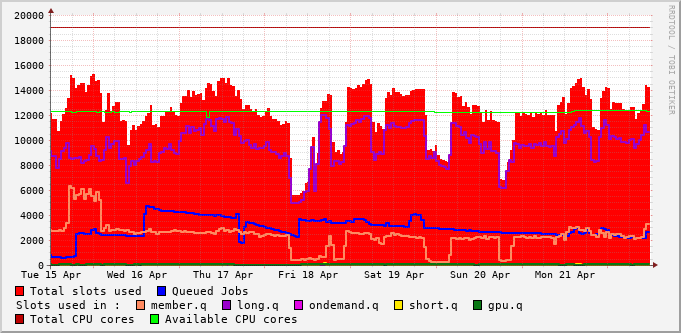 20000
18000
16000
14000
12000
10000
8000
6000
4000
2000
0
Tue 15 Apr Wed 16 Apr Thu 17 Apr Fri 18 Apr Sat 19 Apr Sun 20 Apr Mon 21 Apr
Total slots used Queued Jobs
Slots used in : member.q long.q ondemand.q short.q gpu.q
Total CPU cores Available CPU cores
RRDTOOL / TOBI OETIKER